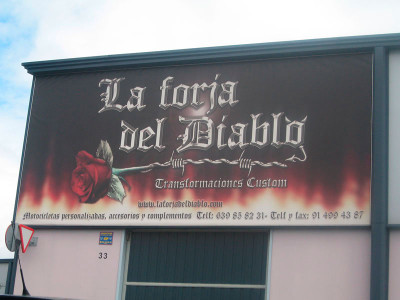 La forja
del Diablo
Transformaciones Custom
www.laforjadeldiablo.com
Motocicletas personalizadas, accesorios y complementos Telf: 639 85 82 31- Telf y fax: 91 499 43 87
33